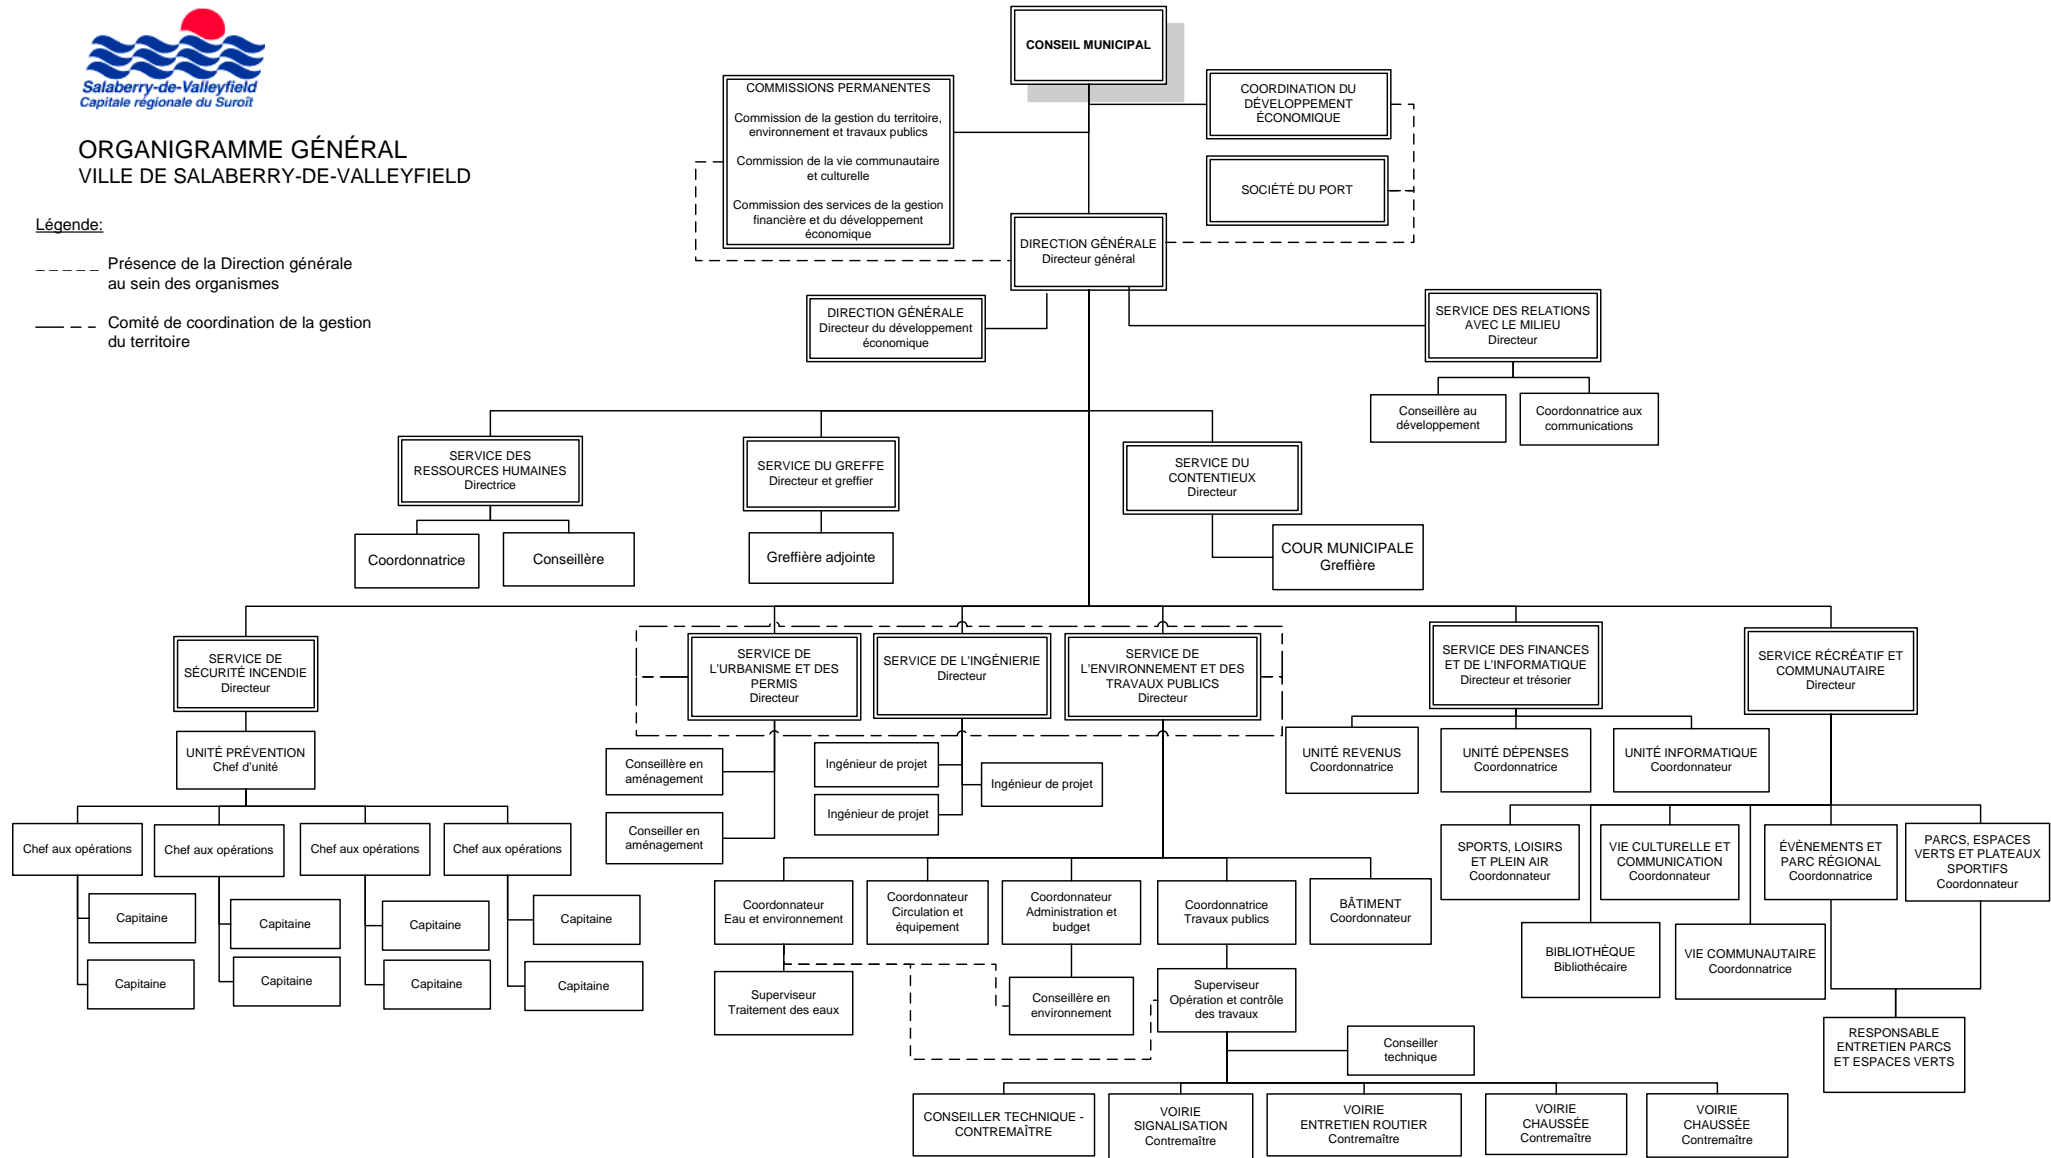 Salaberry-de-Valleyfield
Capitale régionale du Suroît
ORGANIGRAMME GÉNÉRAL
VILLE DE SALABERRY-DE-VALLEYFIELD
Légende:
Présence de la Direction générale
au sein des organismes
Comité de coordination de la gestion
du territoire
CONSEIL MUNICIPAL
COMMISSIONS PERMANENTES
Commission de la gestion du territoire,
environnement et travaux publics
Commission de la vie communautaire
et culturelle
Commission des services de la gestion
financière et du développement
économique
COORDINATION DU
DÉVELOPPEMENT
ÉCONOMIQUE
SOCIÉTÉ DU PORT
DIRECTION GÉNÉRALE
Directeur général
DIRECTION GÉNÉRALE
Directeur du développement
économique
SERVICE DES RELATIONS
AVEC LE MILIEU
Directeur
Conseillère au
développement
Coordonnatrice aux
communications
SERVICE DES
RESSOURCES HUMAINES
Directrice
SERVICE DU GREFFE
Directeur et greffier
SERVICE DU
CONTENTIEUX
Directeur
Coordonnatrice
Conseillère
Greffière adjointe
COUR MUNICIPALE
Greffière
SERVICE DE
SÉCURITÉ INCENDIE
Directeur
SERVICE DE
L'URBANISME ET DES
PERMIS
Directeur
SERVICE DE L'INGÉNIERIE
Directeur
SERVICE DE
L'ENVIRONNEMENT ET DES
TRAVAUX PUBLICS
Directeur
SERVICE DES FINANCES
ET DE L'INFORMATIQUE
Directeur et trésorier
SERVICE RÉCRÉATIF ET
COMMUNAUTAIRE
Directeur
UNITÉ PRÉVENTION
Chef d'unité
Conseillère en
aménagement
Conseiller en
aménagement
Ingénieur de projet
Ingénieur de projet
Ingénieur de projet
UNITÉ REVENUS
Coordonnatrice
UNITÉ DÉPENSES
Coordonnatrice
UNITÉ INFORMATIQUE
Coordonnateur
Chef aux opérations
Chef aux opérations
Chef aux opérations
Chef aux opérations
Capitaine
Capitaine
Capitaine
Capitaine
Capitaine
Capitaine
Capitaine
Capitaine
Coordonnateur
Eau et environnement
Coordonnateur
Circulation et
équipement
Coordonnateur
Administration et
budget
Coordonnatrice
Travaux publics
BÂTIMENT
Coordonnateur
SPORTS, LOISIRS
ET PLEIN AIR
Coordonnateur
VIE CULTURELLE ET
COMMUNICATION
Coordonnateur
ÉVÈNEMENTS ET
PARC RÉGIONAL
Coordonnatrice
PARCS, ESPACES
VERTS ET PLATEAUX
SPORTIFS
Coordonnateur
BIBLIOTHÈQUE
Bibliothécaire
VIE COMMUNAUTAIRE
Coordonnatrice
Superviseur
Traitement des eaux
Conseillère en
environnement
Superviseur
Opération et contrôle
des travaux
Conseiller
technique
RESPONSABLE
ENTRETIEN PARCS
ET ESPACES VERTS
CONSEILLER TECHNIQUE -
CONTREMAÎTRE
VOIRIE
SIGNALISATION
Contremaître
VOIRIE
ENTRETIEN ROUTIER
Contremaître
VOIRIE
CHAUSSÉE
Contremaître
VOIRIE
CHAUSSÉE
Contremaître